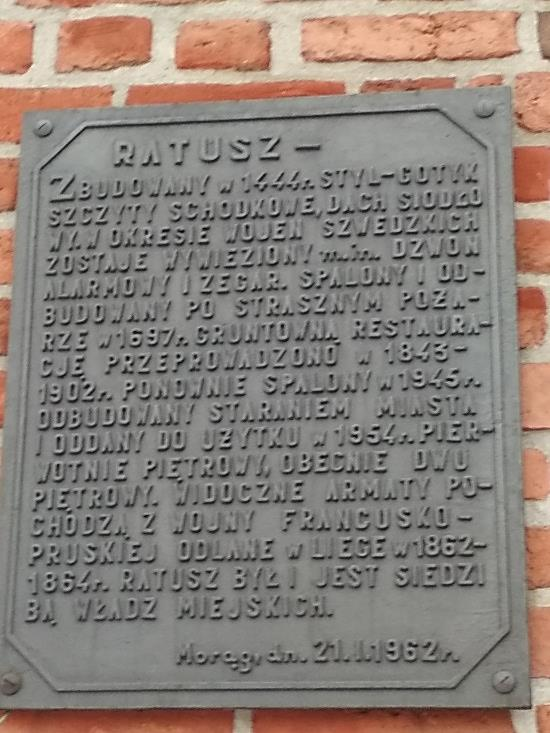 RATUSZ —
ZBUDOWANY w 1444r. STYL-GOTYK
SZCZYTY SCHODKOWE, DACH SIODŁO
WY. W OKRESIE WOJEN SZWEDZKICH
ZOSTAJE WYWIEZIONY m.in. DZWON
ALARMOWY I ZEGAR. SPALONY I OD-
BUDOWANY PO STRASZNYM POŻA-
RZE w 1697r. GRUNTOWNĄ RESTAURA-
CJĘ PRZEPROWADZONO w 1843-
1902r. PONOWNIE SPALONY w 1945r.
ODBUDOWANY STARANIEM MIASTA
I ODDANY DO UŻYTKU w 1954r. PIER-
WOTNIE PIĘTROWY, OBECNIE DWU
PIĘTROWY. WIDOCZNE ARMATY PO-
CHODZĄ Z WOJNY FRANCUSKO-
PRUSKIEJ ODLANE w LIEGE w 1862-
1864r. RATUSZ BYŁ I JEST SIEDZI
BĄ WŁADZ MIEJSKICH.
Morąg, dn. 21.I.1962r.